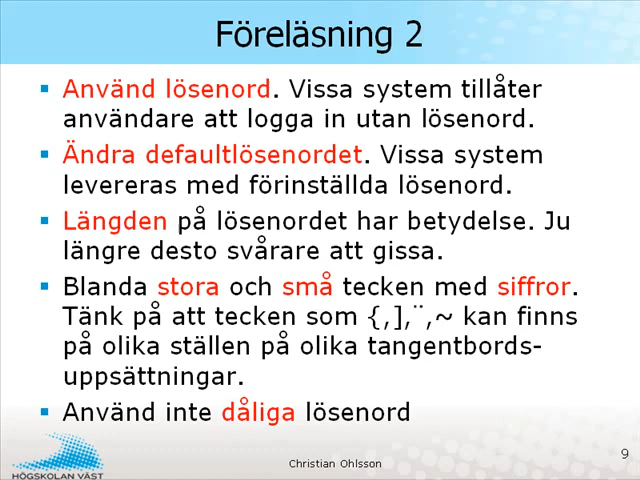 Föreläsning 2
▪ Använd lösenord. Vissa system tillåter
användare att logga in utan lösenord.
▪ Ändra defaultlösenordet. Vissa system
levereras med förinställda lösenord.
▪ Längden på lösenordet har betydelse. Ju
längre desto svårare att gissa.
▪ Blanda stora och små tecken med siffror.
Tänk på att tecken som {,],¨,~ kan finns
på olika ställen på olika tangentbords-
uppsättningar.
▪ Använd inte dåliga lösenord
HÖGSKOLAN VÄST
Christian Ohlsson
9